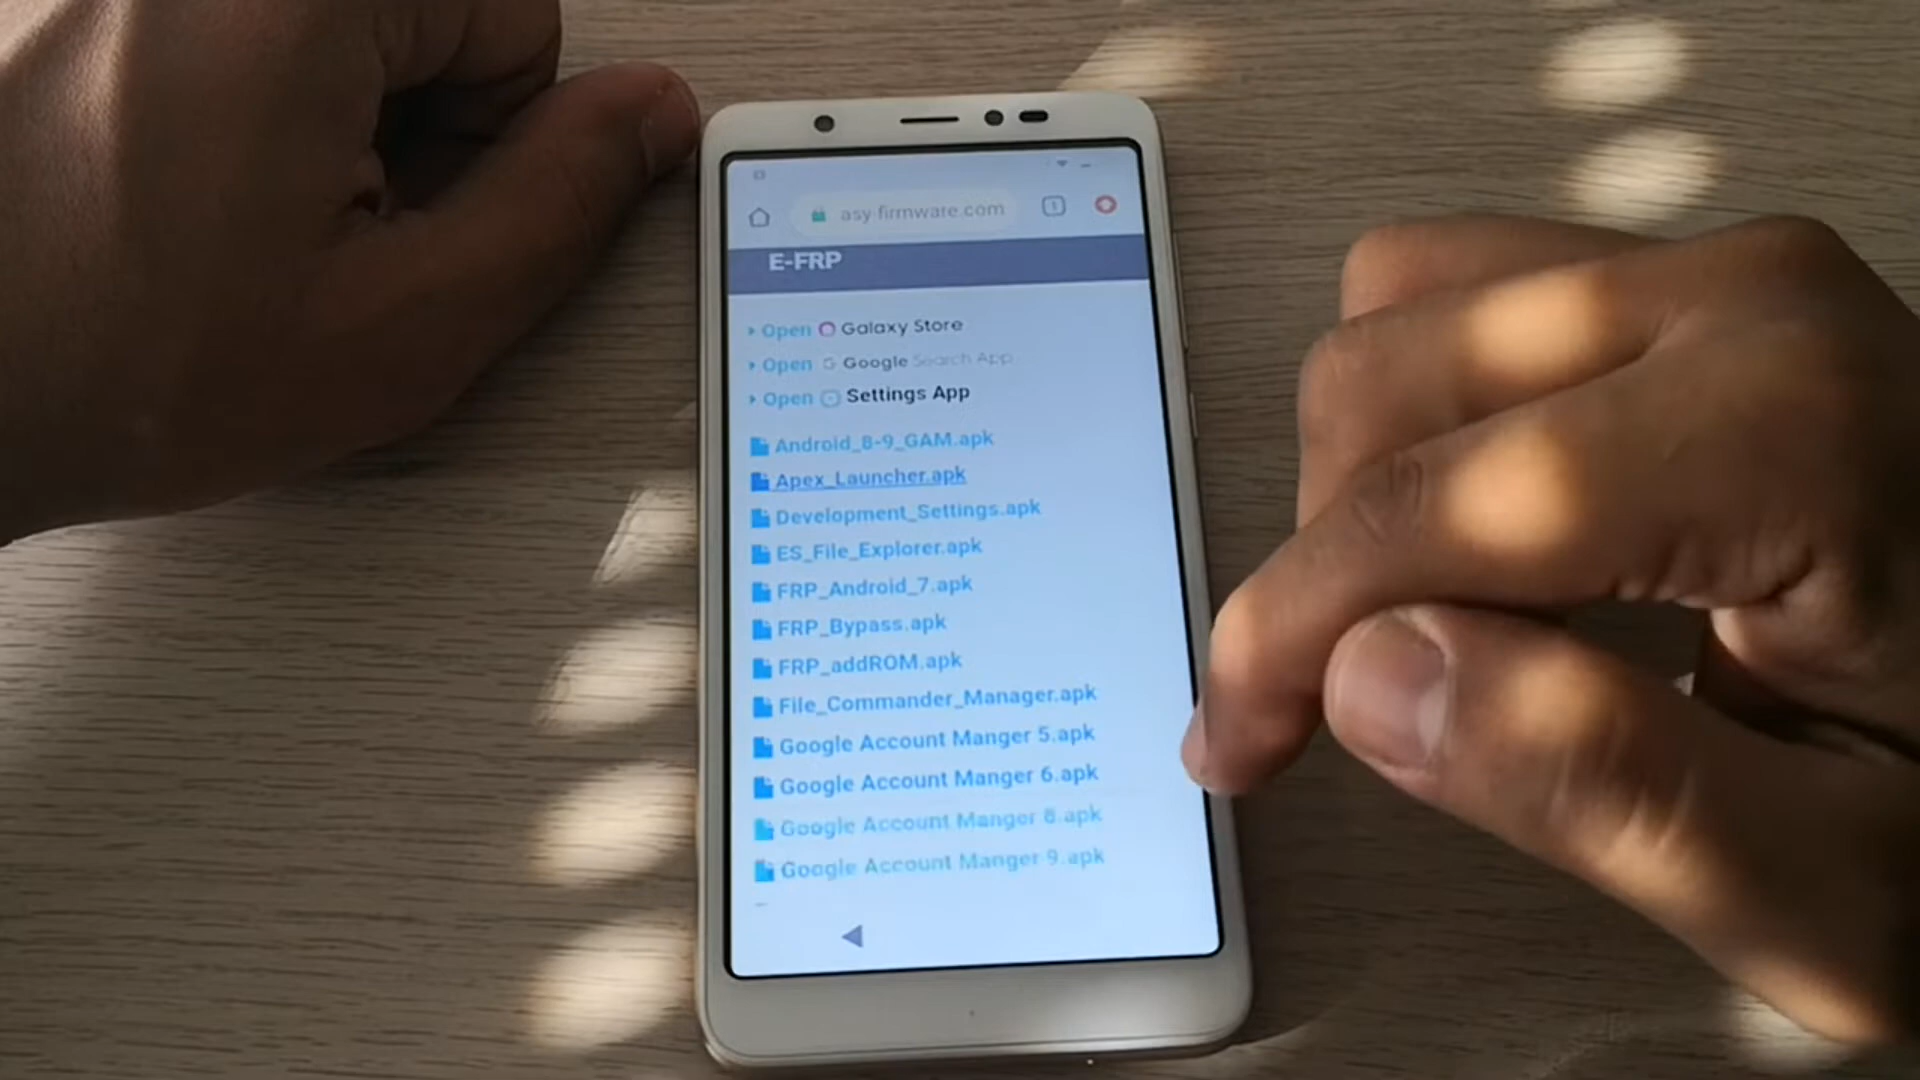 asy-firmware.com
1
E-FRP
Open Galaxy Store
Open G Google Search App
Open Settings App
Android_8-9_GAM.apk
Apex_Launcher.apk
Development_Settings.apk
ES_File_Explorer.apk
FRP_Android_7.apk
FRP_Bypass.apk
FRP_addROM.apk
File_Commander_Manager.apk
Google Account Manger 5.apk
Google Account Manger 6.apk
Google Account Manger 8.apk
Google Account Manger 9.apk